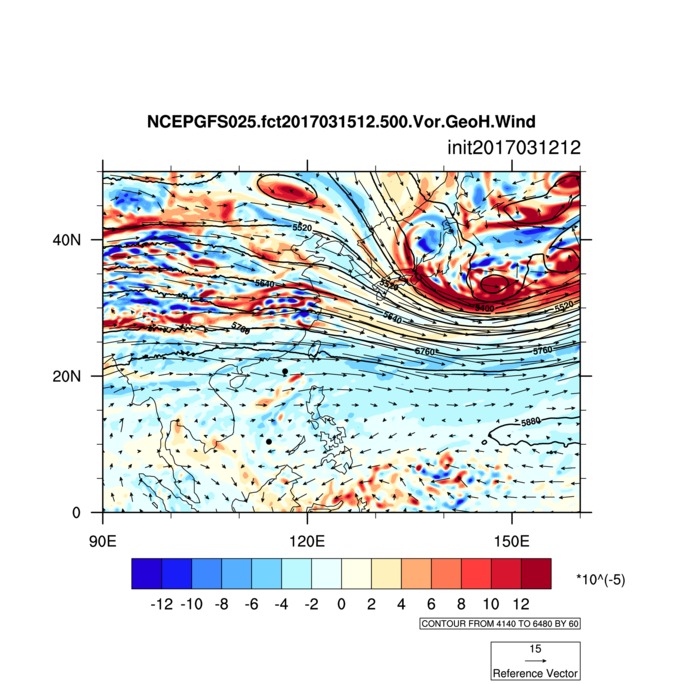 NCEPGFS025.fct2017031512.500.Vor.GeoH.Wind
init2017031212
5520
40N
5640
5520
5400
5520
5640
5760
5760
5760
20N
5880
0
90E 120E 150E
-12 -10 -8 -6 -4 -2 0 2 4 6 8 10 12
*10^(-5)
CONTOUR FROM 4140 TO 6480 BY 60
15
Reference Vector